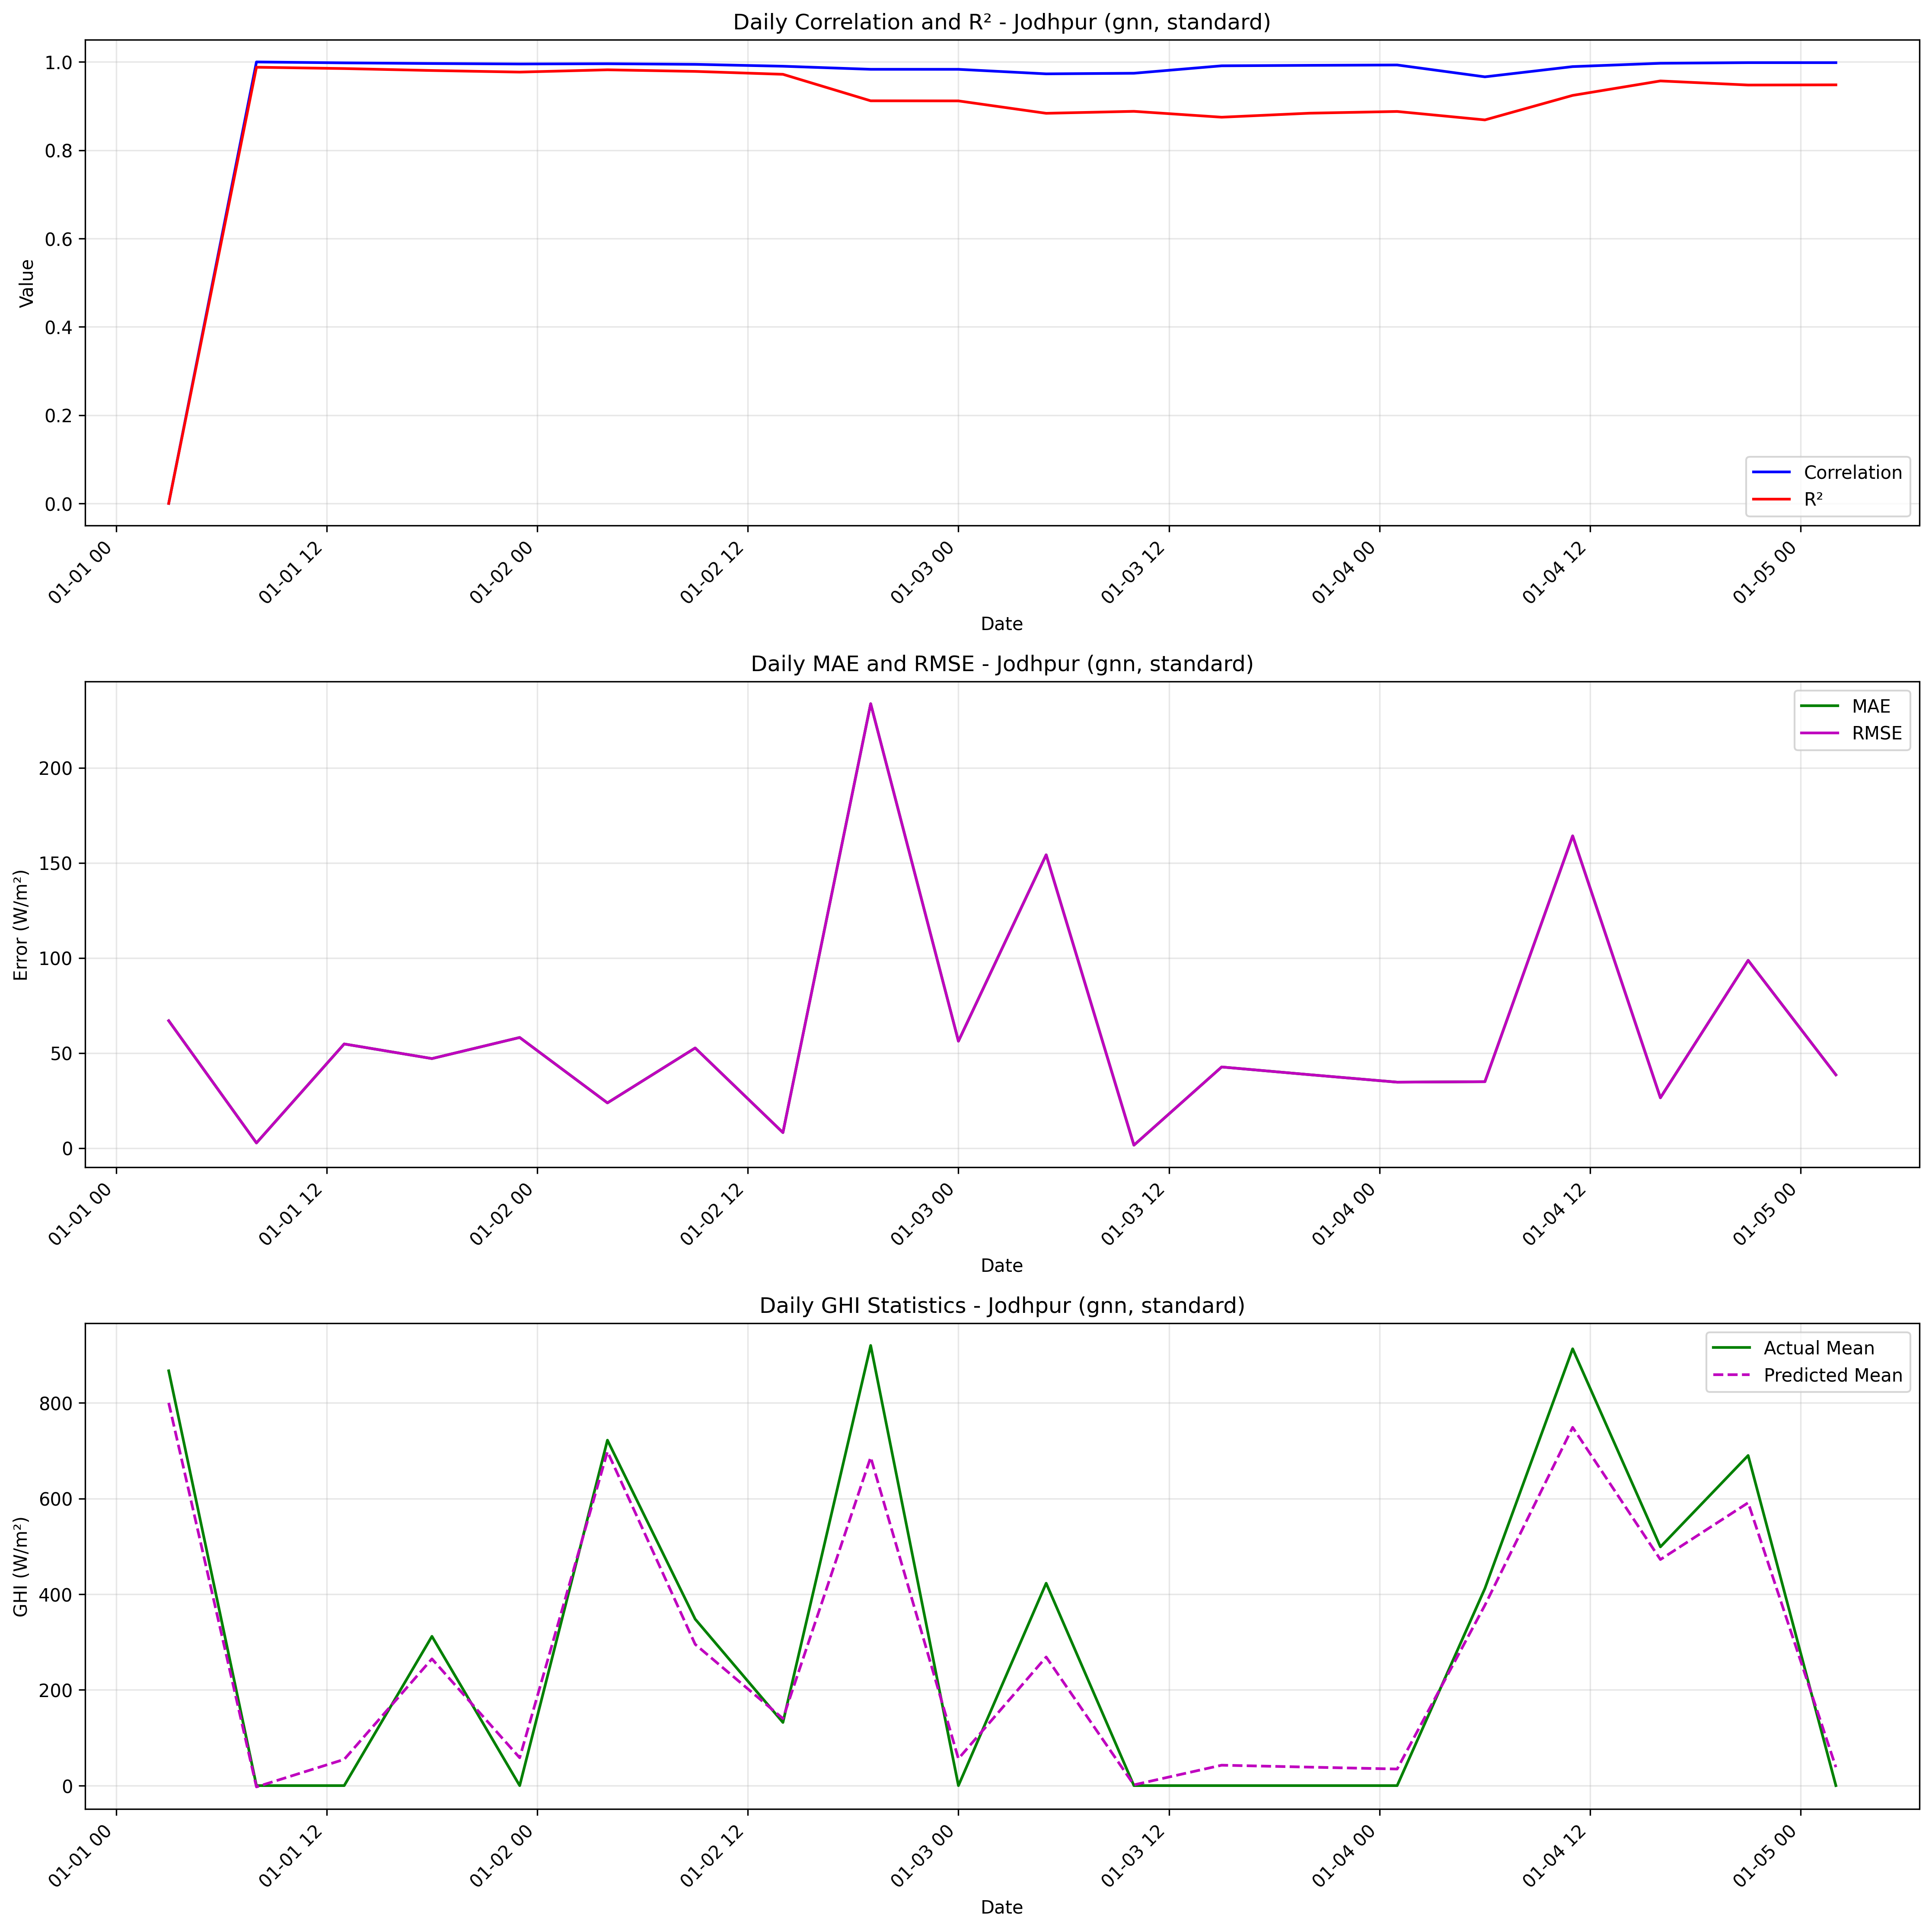 Daily Correlation and R² - Jodhpur (gnn, standard)
1.0
0.8
0.6
0.4
0.2
0.0
Value
Correlation
R²
01-01 00
01-01 12
01-02 00
01-02 12
01-03 00
01-03 12
01-04 00
01-04 12
01-05 00
Date
Daily MAE and RMSE - Jodhpur (gnn, standard)
200
150
100
50
0
Error (W/m²)
MAE
RMSE
01-01 00
01-01 12
01-02 00
01-02 12
01-03 00
01-03 12
01-04 00
01-04 12
01-05 00
Date
Daily GHI Statistics - Jodhpur (gnn, standard)
800
600
400
200
0
GHI (W/m²)
Actual Mean
Predicted Mean
01-01 00
01-01 12
01-02 00
01-02 12
01-03 00
01-03 12
01-04 00
01-04 12
01-05 00
Date